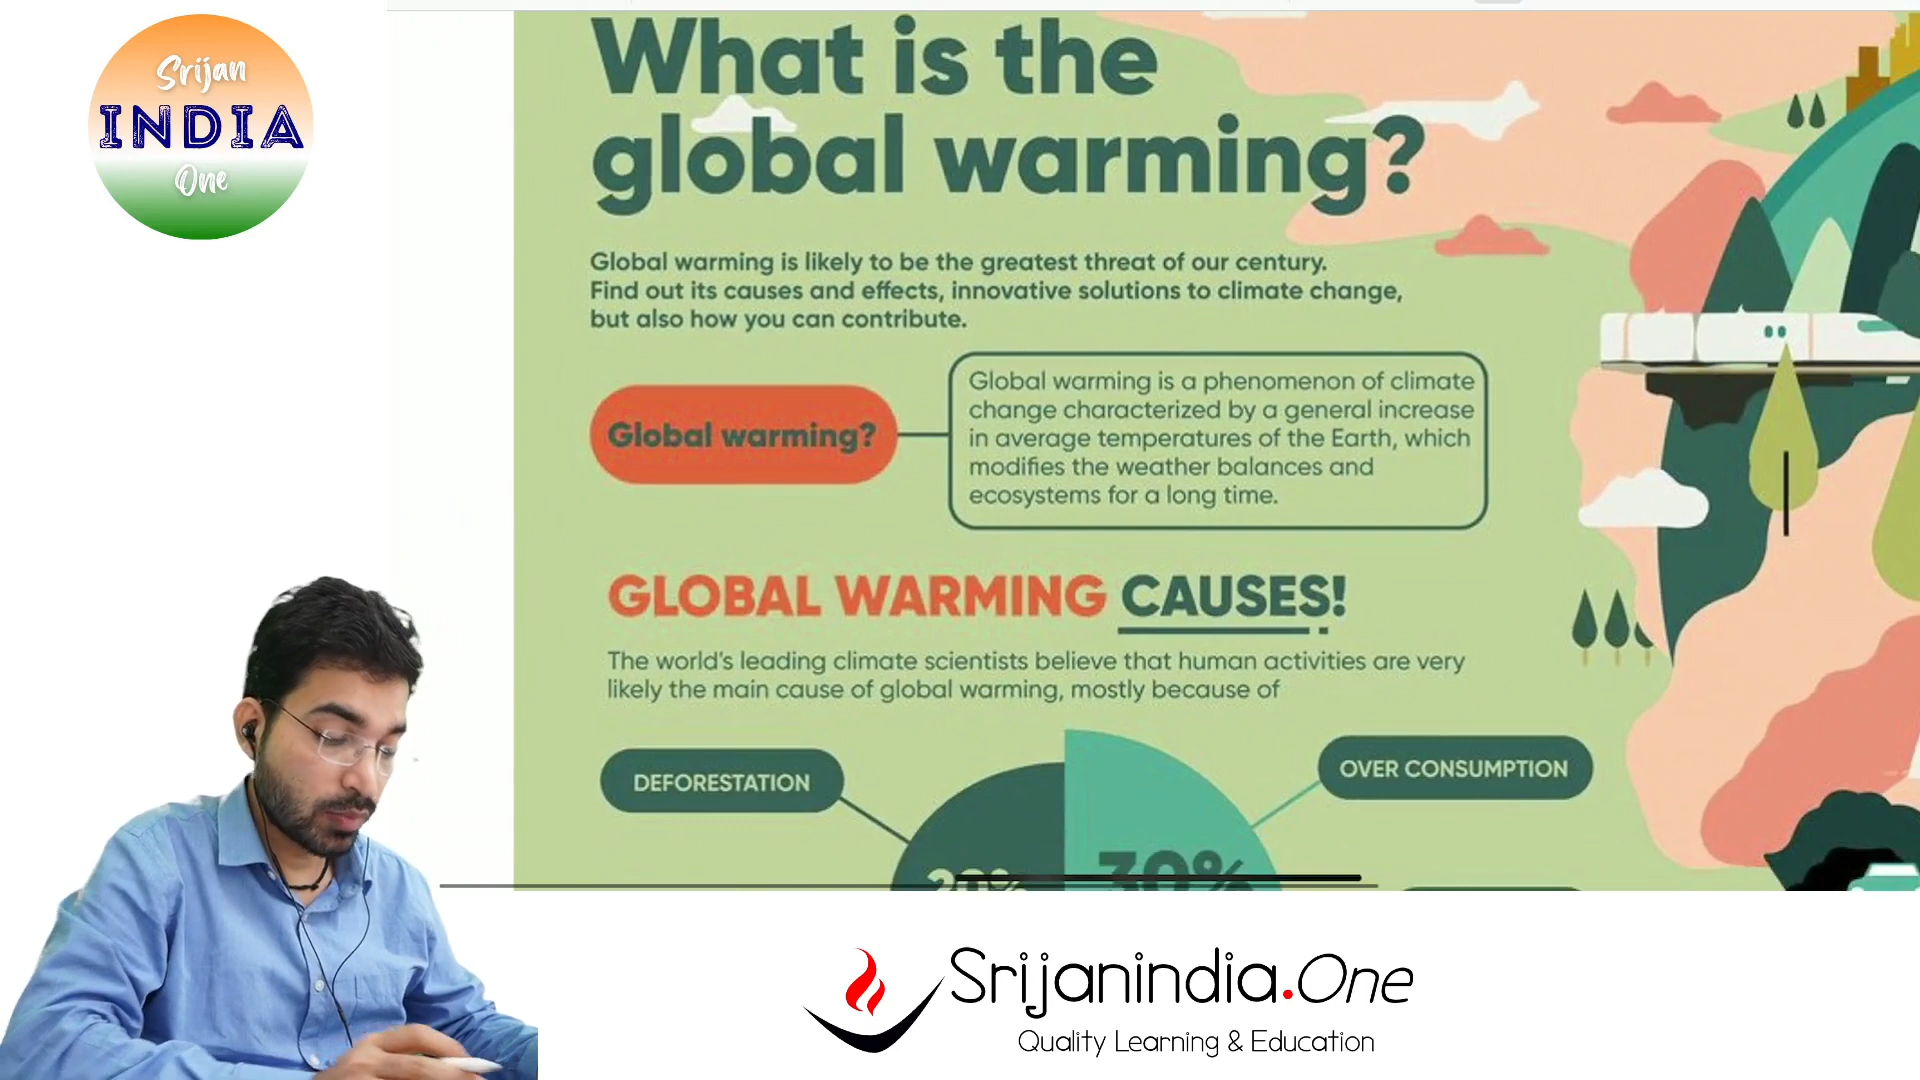 Srijan
INDIA
One
What is the
global warming?
Global warming is likely to be the greatest threat of our century.
Find out its causes and effects, innovative solutions to climate change,
but also how you can contribute.
Global warming?
Global warming is a phenomenon of climate
change characterized by a general increase
in average temperatures of the Earth, which
modifies the weather balances and
ecosystems for a long time.
GLOBAL WARMING CAUSES!
The world's leading climate scientists believe that human activities are very
likely the main cause of global warming, mostly because of
DEFORESTATION
OVER CONSUMPTION
30%
Srijanindia.One
Quality Learning & Education